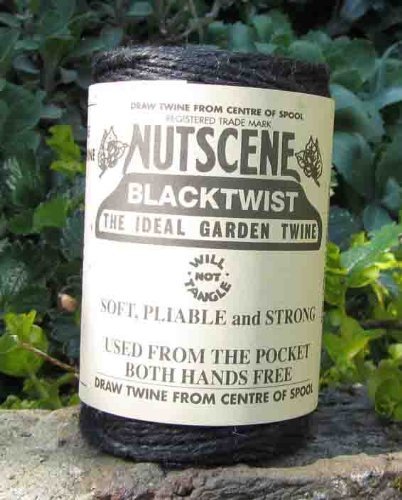 DRAW TWINE FROM CENTRE OF SPOOL
REGISTERED TRADE MARK
NUTSCENE
BLACKTWIST
THE IDEAL GARDEN TWINE
WILL
NOT
TANGLE
SOFT, PLIABLE and STRONG
USED FROM THE POCKET
BOTH HANDS FREE
DRAW TWINE FROM CENTRE OF SPOOL